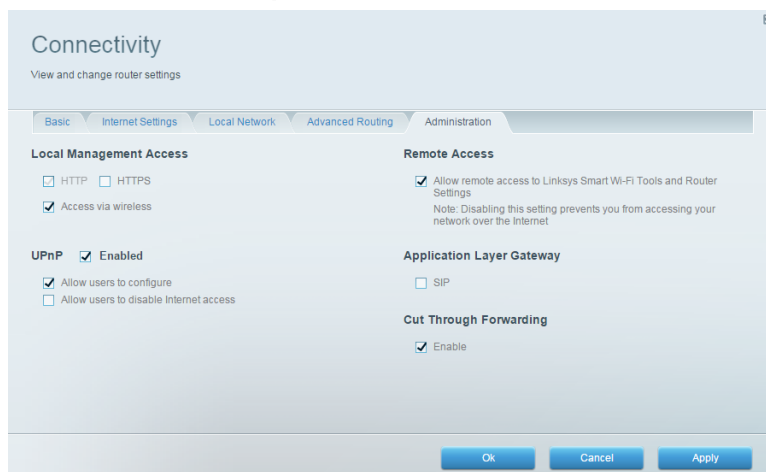 Connectivity
View and change router settings
Basic
Internet Settings
Local Network
Advanced Routing
Administration
Local Management Access
HTTP
HTTPS
Access via wireless
UPnP
Enabled
Allow users to configure
Allow users to disable Internet access
Remote Access
Allow remote access to Linksys Smart Wi-Fi Tools and Router
Settings
Note: Disabling this setting prevents you from accessing your
network over the Internet
Application Layer Gateway
SIP
Cut Through Forwarding
Enable
Ok
Cancel
Apply